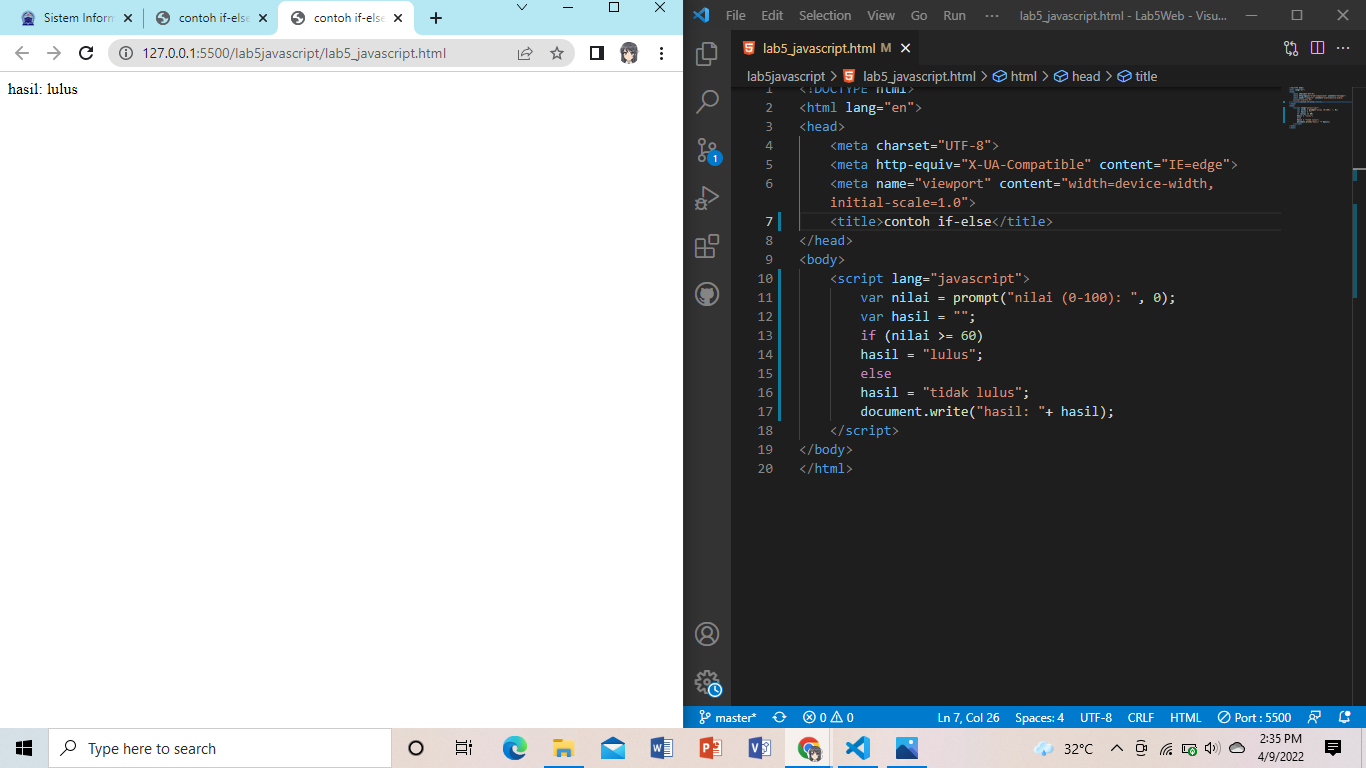 Sistem Inform
contoh if-else
contoh if-else
127.0.0.1:5500/lab5javascript/lab5_javascript.html
hasil: lulus
File Edit Selection View Go Run ··· lab5_javascript.html - Lab5Web - Visu...
lab5_javascript.html M
lab5javascript > lab5_javascript.html > html > head > title
1 <!DOCTYPE html>
2 <html lang="en">
3 <head>
4 <meta charset="UTF-8">
5 <meta http-equiv="X-UA-Compatible" content="IE=edge">
6 <meta name="viewport" content="width=device-width,
initial-scale=1.0">
7 <title>contoh if-else</title>
8 </head>
9 <body>
10 <script lang="javascript">
11 var nilai = prompt("nilai (0-100): ", 0);
12 var hasil = "";
13 if (nilai >= 60)
14 hasil = "lulus";
15 else
16 hasil = "tidak lulus";
17 document.write("hasil: "+ hasil);
18 </script>
19 </body>
20 </html>
1
master* 0 0 Ln 7, Col 26 Spaces: 4 UTF-8 CRLF HTML Port : 5500
Type here to search
32°C
2:35 PM
4/9/2022